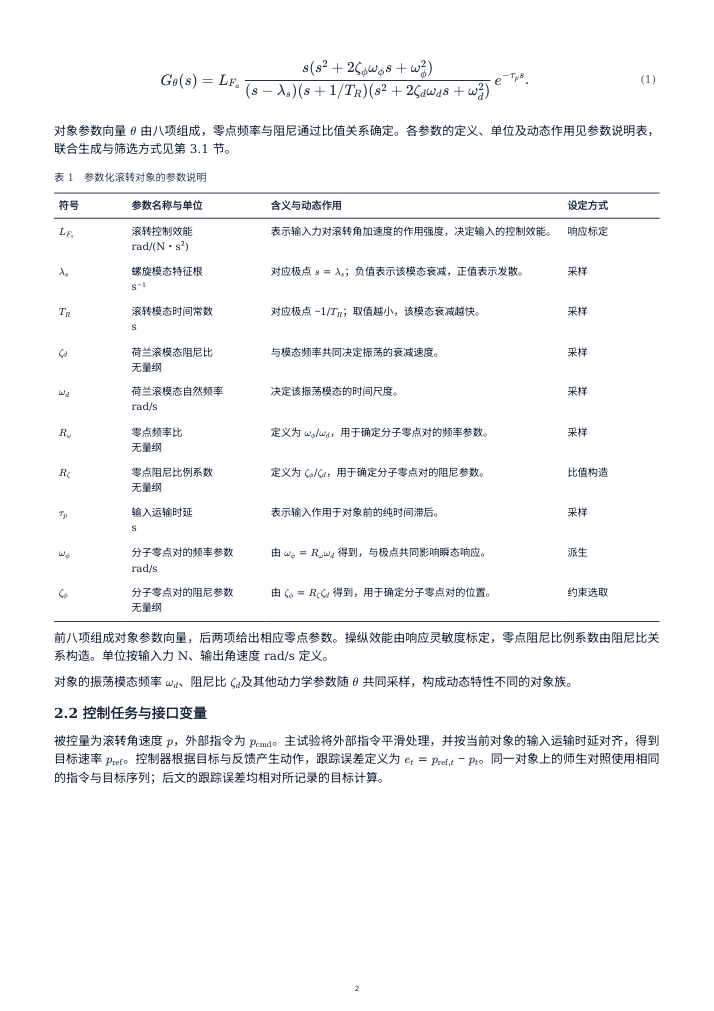 G_θ(s) = L_{F_a} s(s² + 2ζ_ϕω_ϕs + ω_ϕ²) / ((s − λ_s)(s + 1/T_R)(s² + 2ζ_dω_ds + ω_d²)) e^{−τ_p s}. (1)
对象参数向量 θ 由八项组成，零点频率与阻尼通过比值关系确定。各参数的定义、单位及动态作用见参数说明表，
联合生成与筛选方式见第 3.1 节。
表 1 参数化滚转对象的参数说明
符号 参数名称与单位 含义与动态作用 设定方式
L_{F_a} 滚转控制效能 表示输入力对滚转角加速度的作用强度，决定输入的控制效能。 响应标定
rad/(N・s²)
λ_s 螺旋模态特征根 对应极点 s = λ_s；负值表示该模态衰减，正值表示发散。 采样
s⁻¹
T_R 滚转模态时间常数 对应极点 −1/T_R；取值越小，该模态衰减越快。 采样
s
ζ_d 荷兰滚模态阻尼比 与模态频率共同决定振荡的衰减速度。 采样
无量纲
ω_d 荷兰滚模态自然频率 决定该振荡模态的时间尺度。 采样
rad/s
R_ω 零点频率比 定义为 ω_ϕ/ω_d，用于确定分子零点对的频率参数。 采样
无量纲
R_ζ 零点阻尼比例系数 定义为 ζ_ϕ/ζ_d，用于确定分子零点对的阻尼参数。 比值构造
无量纲
τ_p 输入运输时延 表示输入作用于对象前的纯时间滞后。 采样
s
ω_ϕ 分子零点对的频率参数 由 ω_ϕ = R_ωω_d 得到，与极点共同影响瞬态响应。 派生
rad/s
ζ_ϕ 分子零点对的阻尼参数 由 ζ_ϕ = R_ζζ_d 得到，用于确定分子零点对的位置。 约束选取
无量纲
前八项组成对象参数向量，后两项给出相应零点参数。操纵效能由响应灵敏度标定，零点阻尼比例系数由阻尼比关
系构造。单位按输入力 N、输出角速度 rad/s 定义。
对象的振荡模态频率 ω_d、阻尼比 ζ_d及其他动力学参数随 θ 共同采样，构成动态特性不同的对象族。
2.2 控制任务与接口变量
被控量为滚转角速度 p，外部指令为 p_cmd。主试验将外部指令平滑处理，并按当前对象的输入运输时延对齐，得到
目标速率 p_ref。控制器根据目标与反馈产生动作，跟踪误差定义为 e_t = p_{ref,t} − p_t。同一对象上的师生对照使用相同
的指令与目标序列；后文的跟踪误差均相对所记录的目标计算。
2